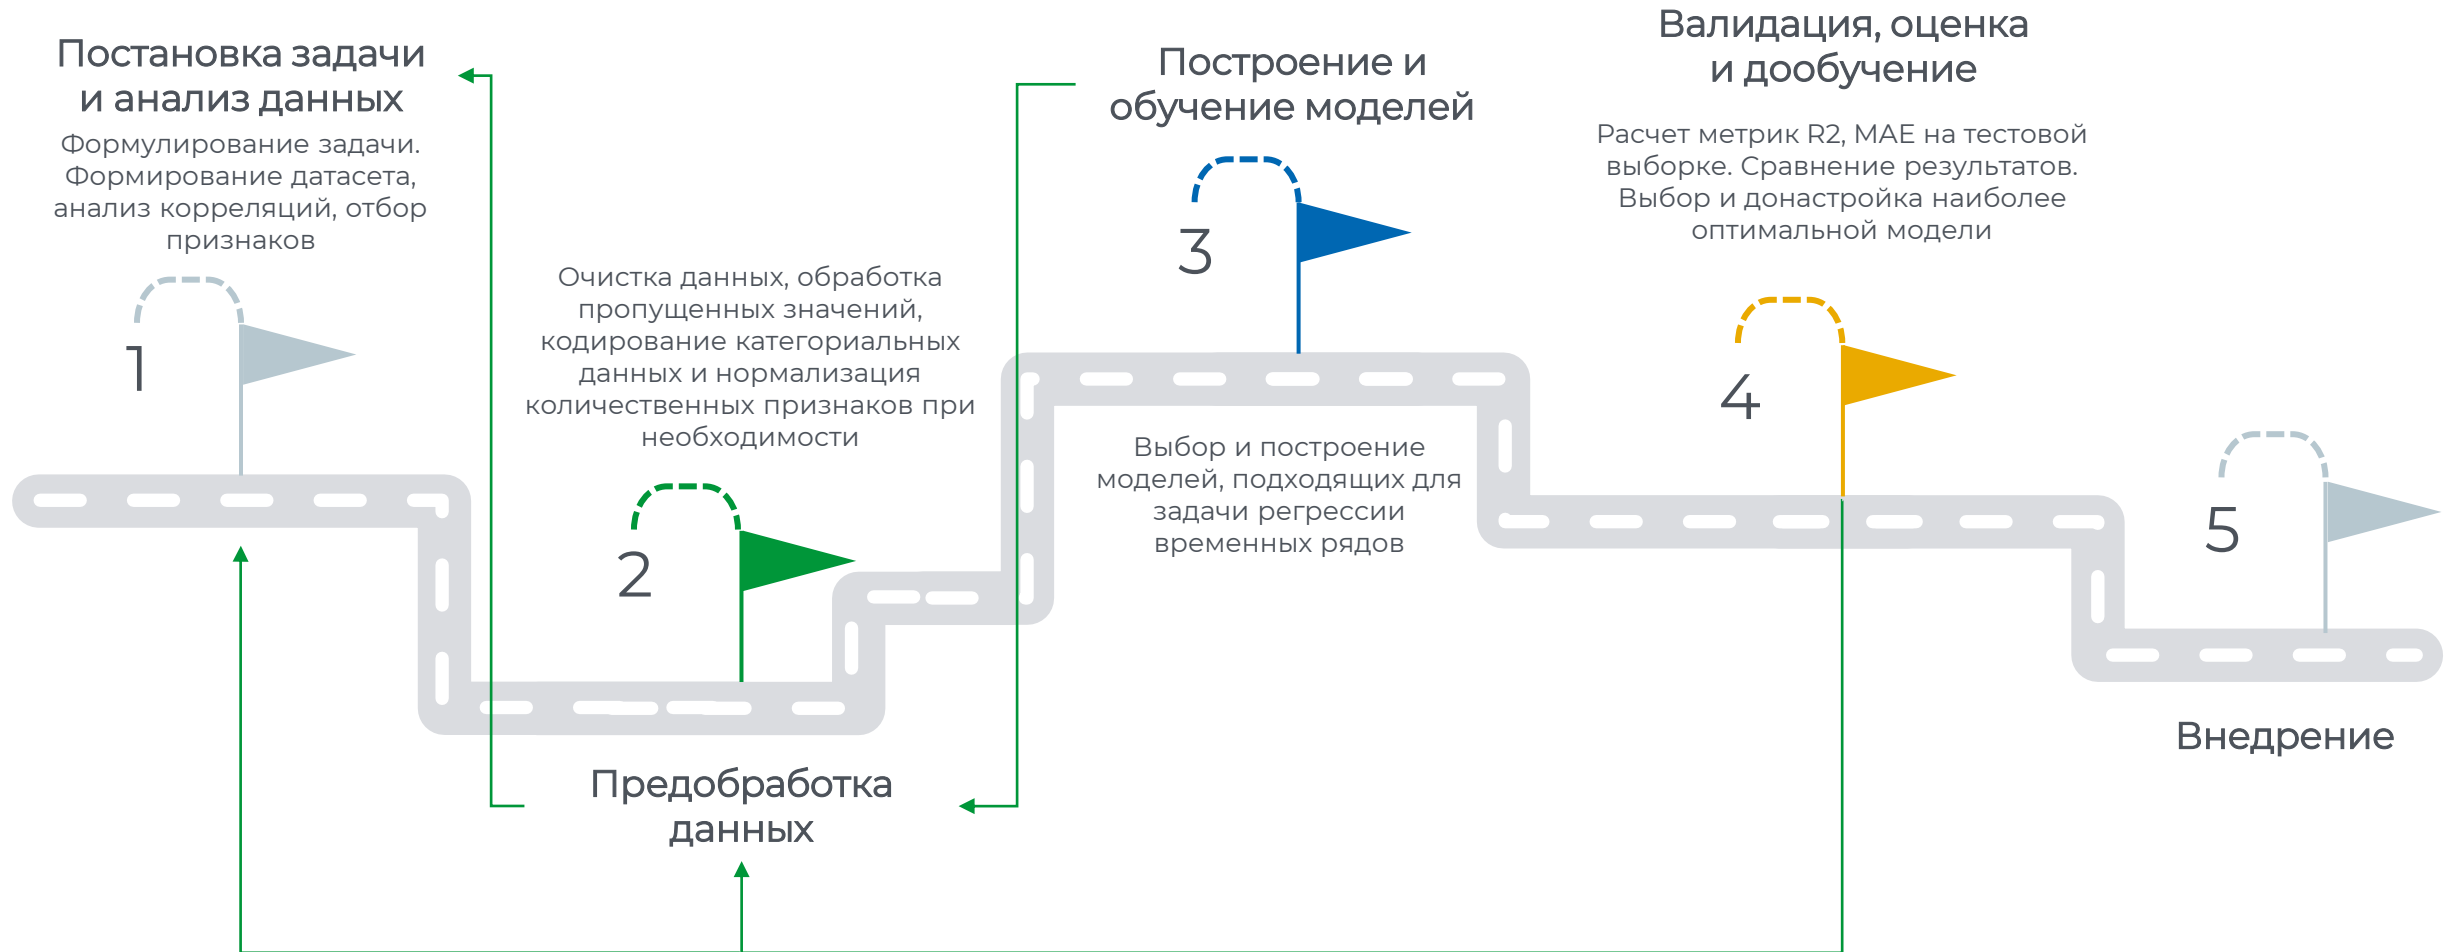 Постановка задачи
и анализ данных
Формулирование задачи.
Формирование датасета,
анализ корреляций, отбор
признаков
1
Очистка данных, обработка
пропущенных значений,
кодирование категориальных
данных и нормализация
количественных признаков при
необходимости
2
Предобработка
данных
Построение и
обучение моделей
3
Выбор и построение
моделей, подходящих для
задачи регрессии
временных рядов
Валидация, оценка
и дообучение
Расчет метрик R2, MAE на тестовой
выборке. Сравнение результатов.
Выбор и донастройка наиболее
оптимальной модели
4
5
Внедрение